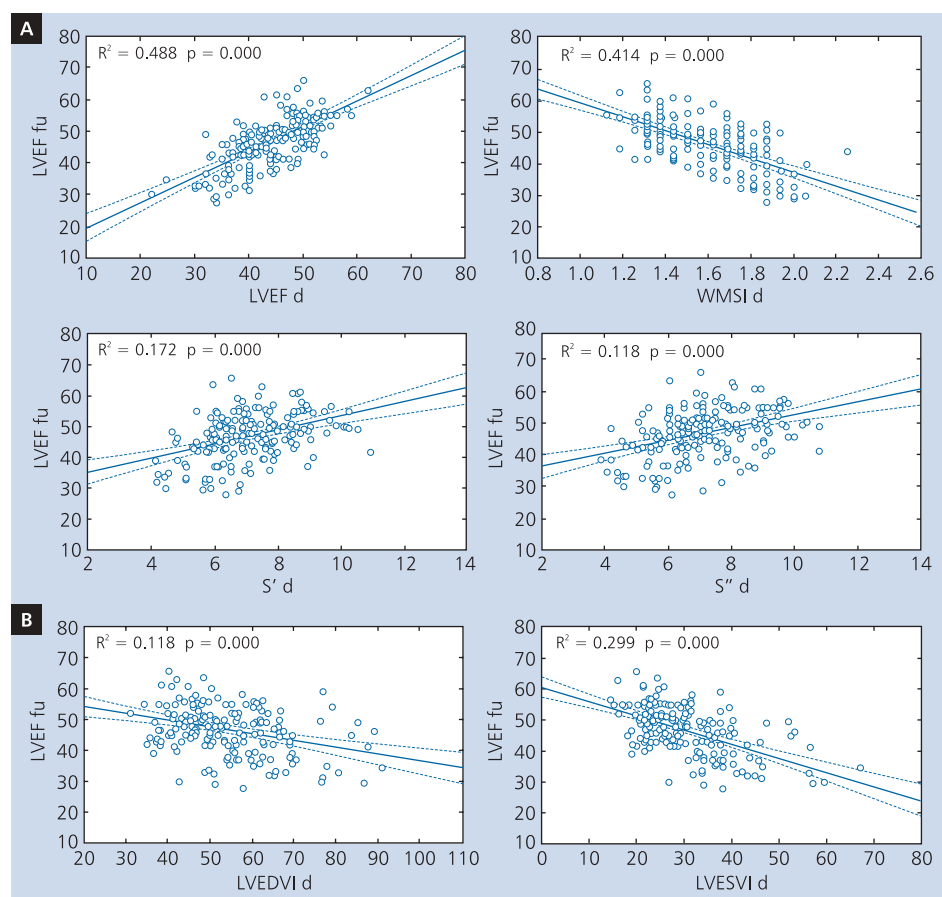 A
R² = 0.488 p = 0.000
80
70
60
50
40
30
20
10
LVEF fu
10 20 30 40 50 60 70 80
LVEF d
R² = 0.414 p = 0.000
80
70
60
50
40
30
20
10
LVEF fu
0.8 1.0 1.2 1.4 1.6 1.8 2.0 2.2 2.4 2.6
WMSI d
R² = 0.172 p = 0.000
80
70
60
50
40
30
20
10
LVEF fu
2 4 6 8 10 12 14
S′ d
R² = 0.118 p = 0.000
80
70
60
50
40
30
20
10
LVEF fu
2 4 6 8 10 12 14
S″ d
B
R² = 0.118 p = 0.000
80
70
60
50
40
30
20
10
LVEF fu
20 30 40 50 60 70 80 90 100 110
LVEDVI d
R² = 0.299 p = 0.000
80
70
60
50
40
30
20
10
LVEF fu
0 10 20 30 40 50 60 70 80
LVESVI d